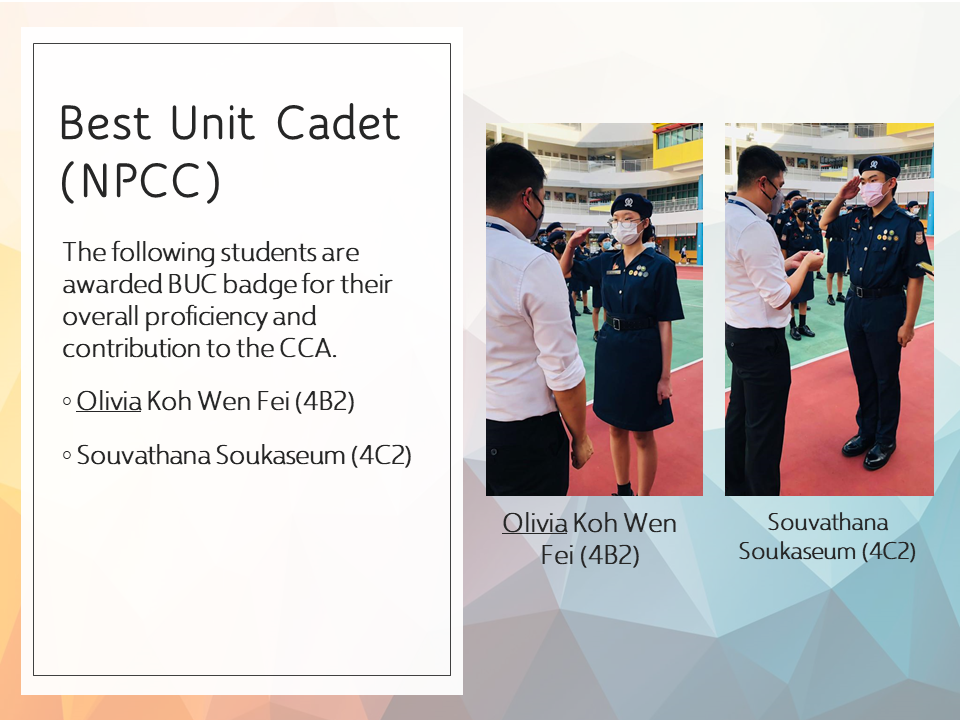 Best Unit Cadet
(NPCC)
The following students are
awarded BUC badge for their
overall proficiency and
contribution to the CCA.
◦ Olivia Koh Wen Fei (4B2)
◦ Souvathana Soukaseum (4C2)
Olivia Koh Wen
Fei (4B2)
Souvathana
Soukaseum (4C2)